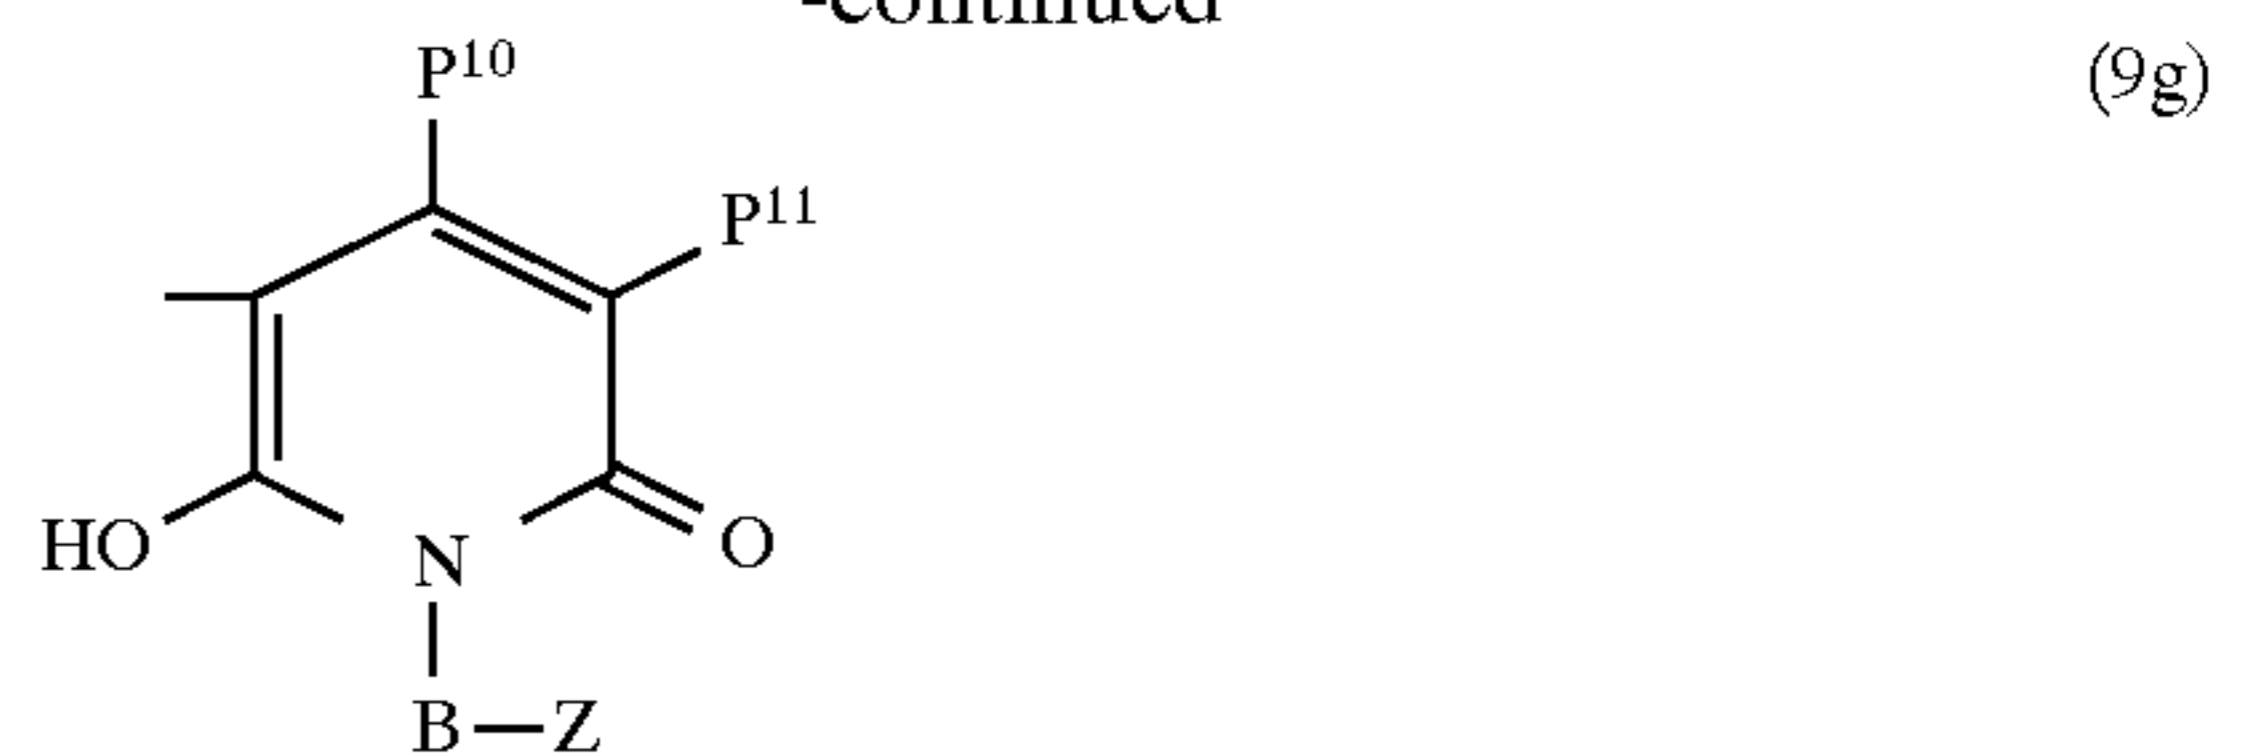 -continued
P10 (9g)
P11
HO N O
B—Z